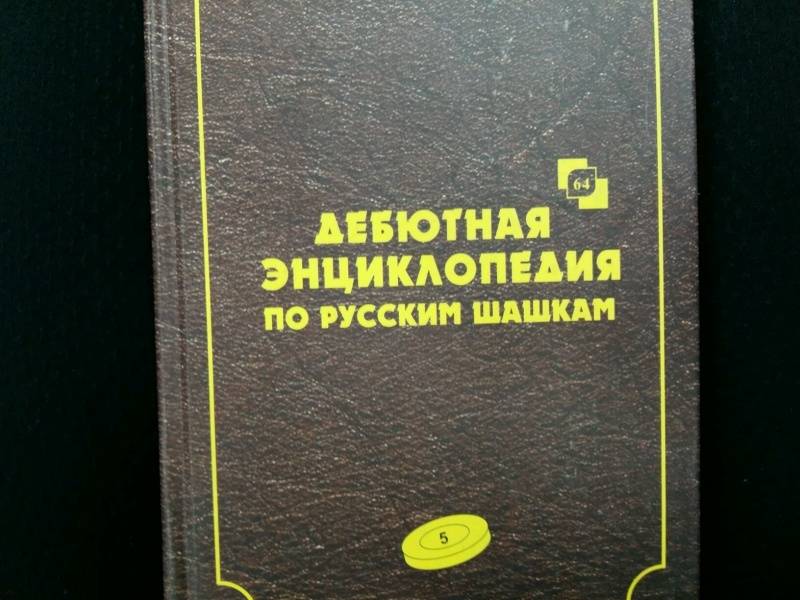 64
ДЕБЮТНАЯ
ЭНЦИКЛОПЕДИЯ
ПО РУССКИМ ШАШКАМ
5